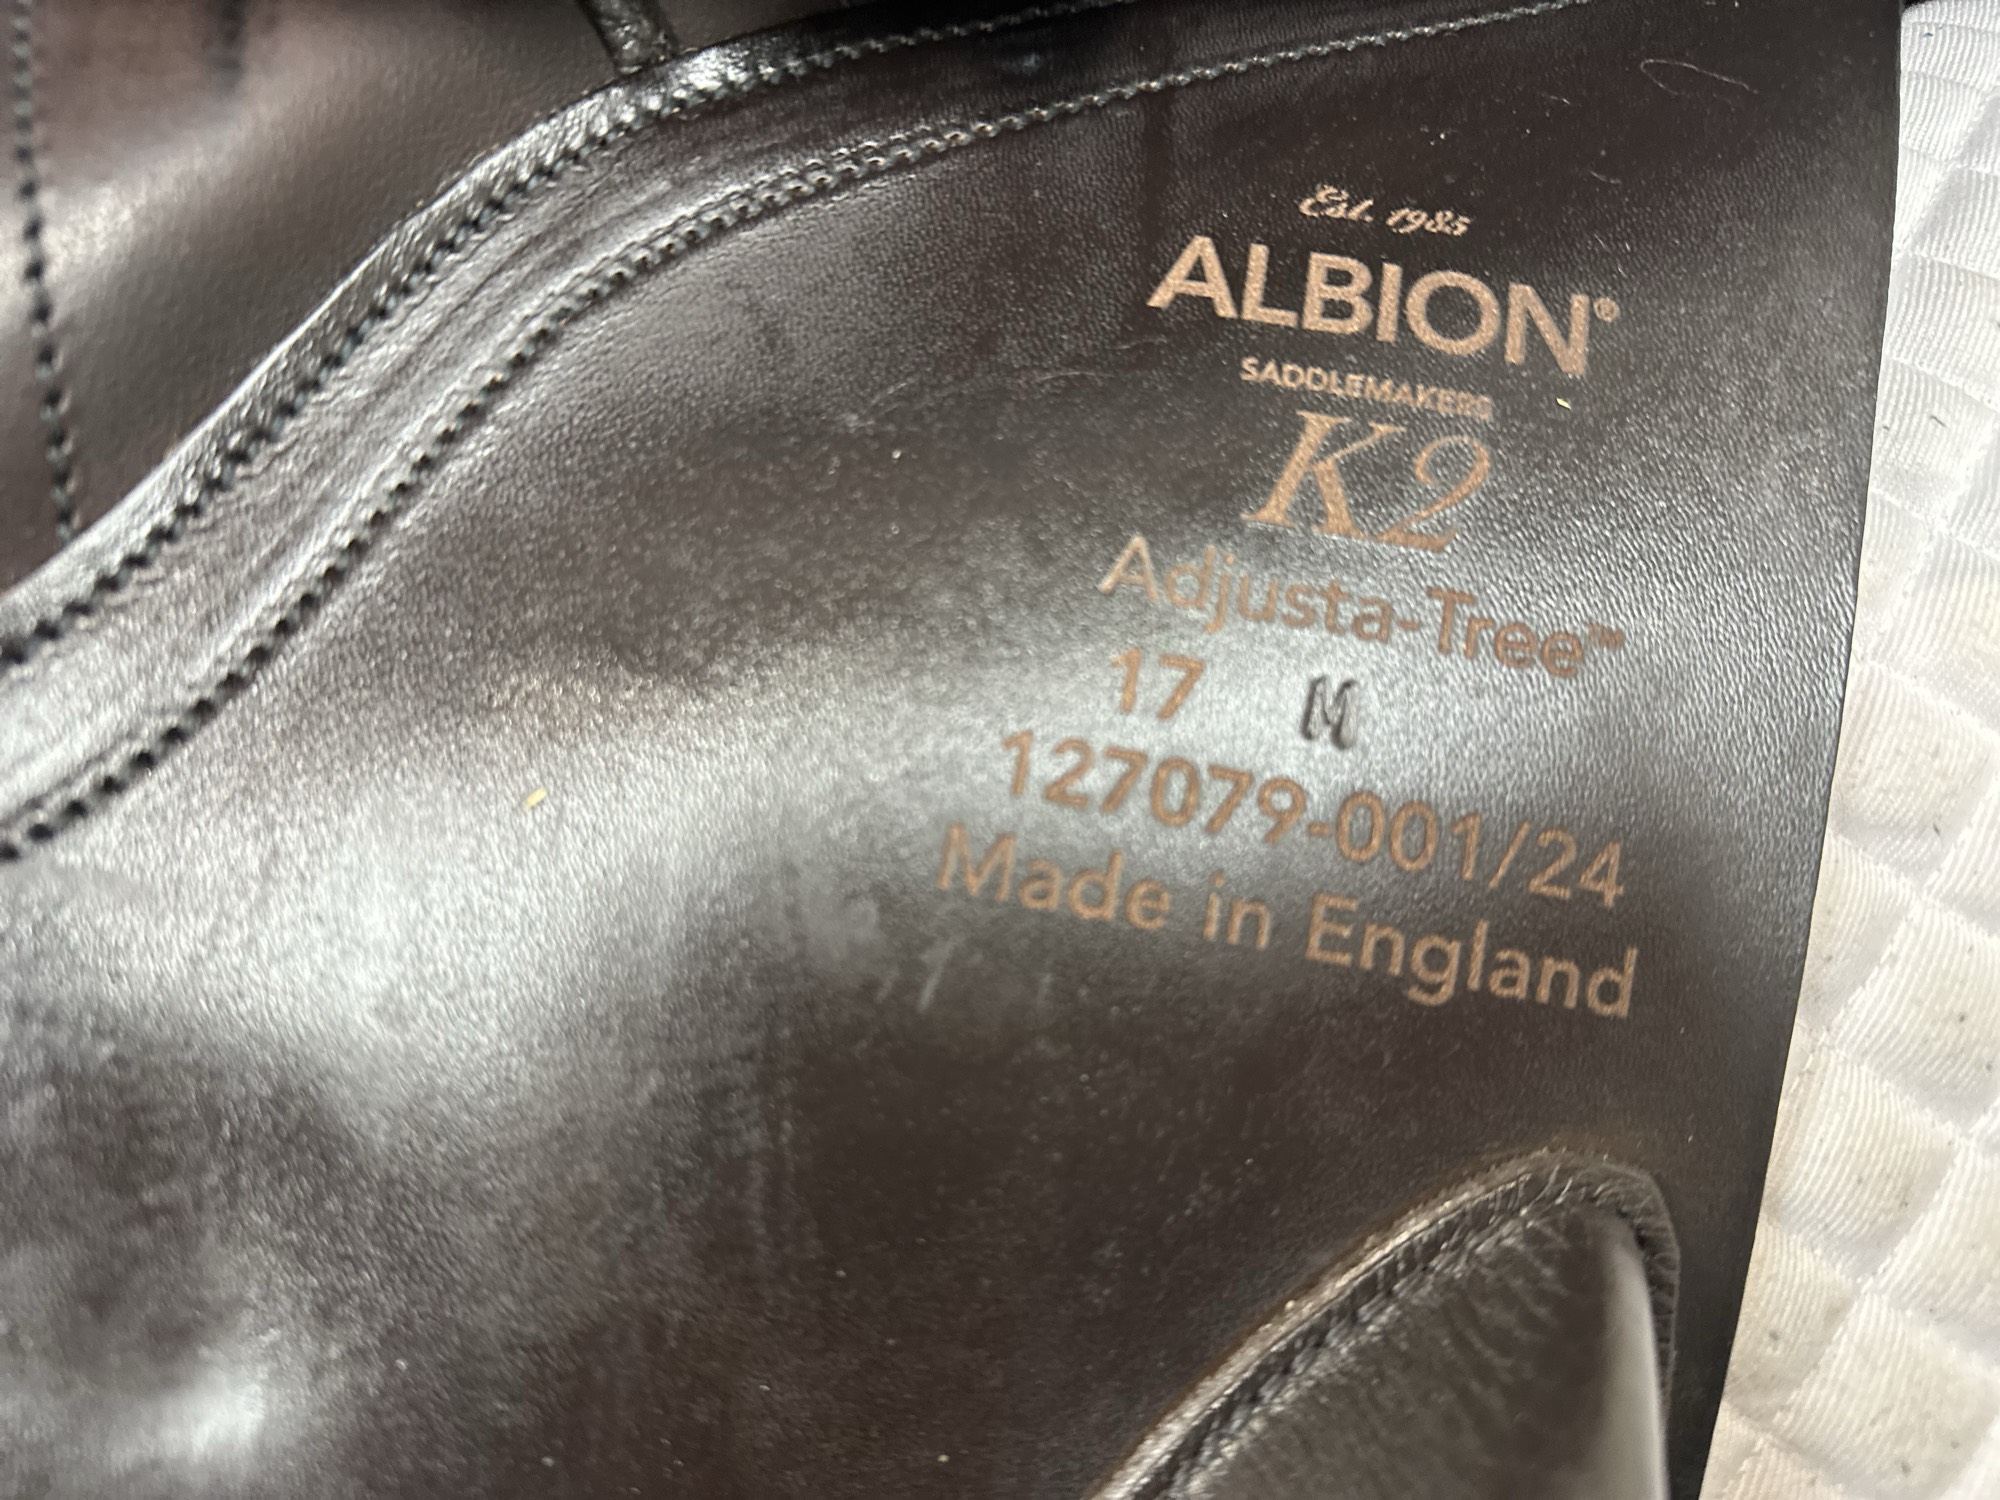 Est. 1985
ALBION®
SADDLEMAKERS
K2
Adjusta-Tree™
17 M
127079-001/24
Made in England